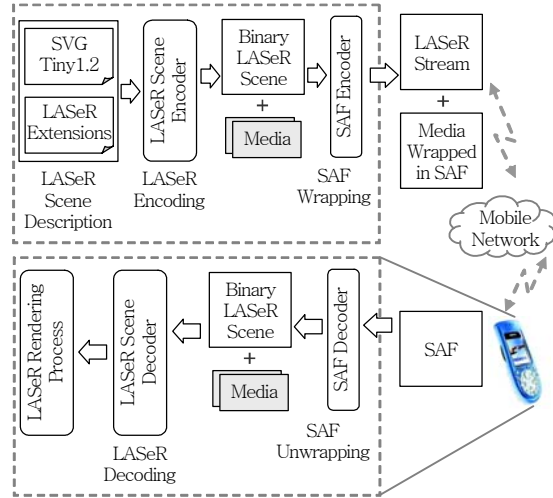 SVG
Tiny1.2
LASeR
Extensions
LASeR
Scene
Description
LASeR Scene
Encoder
LASeR
Encoding
Binary
LASeR
Scene
+
Media
SAF Encoder
SAF
Wrapping
LASeR
Stream
+
Media
Wrapped
in SAF
Mobile
Network
LASeR Rendering
Process
LASeR Scene
Decoder
LASeR
Decoding
Binary
LASeR
Scene
+
Media
SAF Decoder
SAF
Unwrapping
SAF